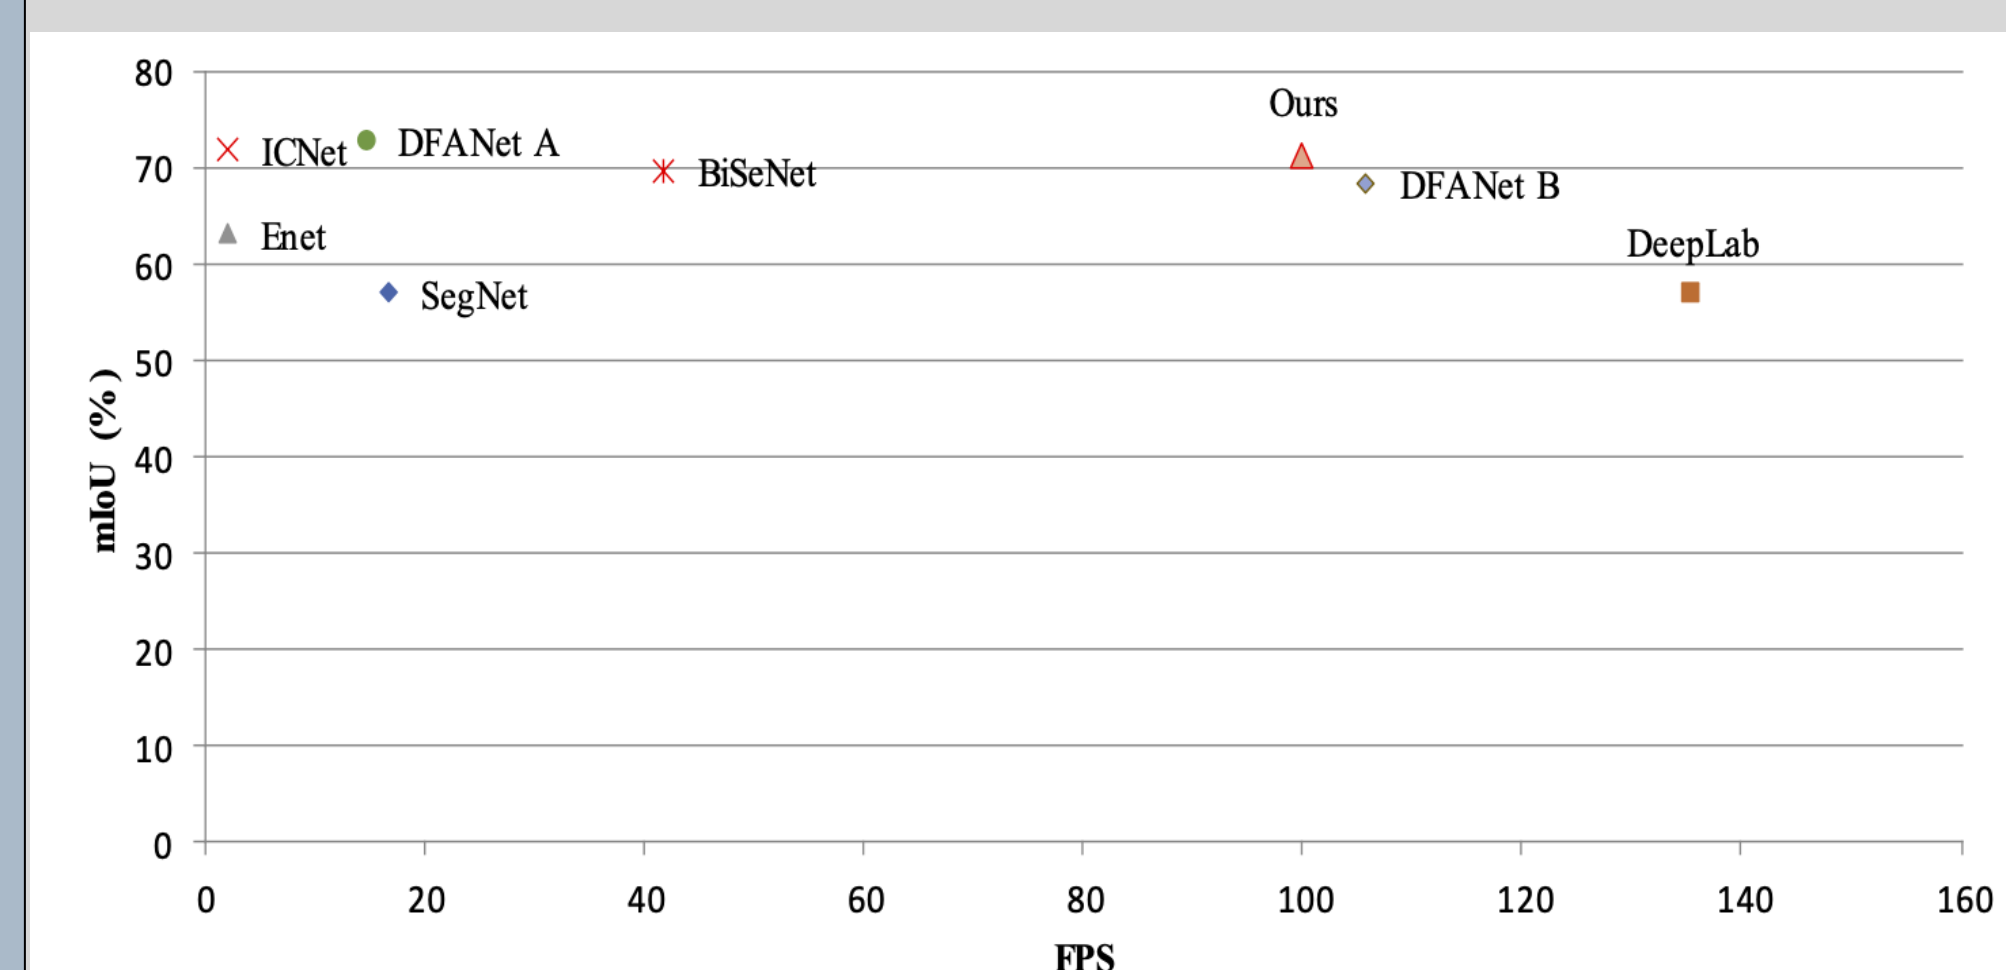 80
Ours
ICNet
DFANet A
70
BiSeNet
DFANet B
Enet
DeepLab
60
SegNet
50
mIoU (%)
40
30
20
10
0
0 20 40 60 80 100 120 140 160
FPS